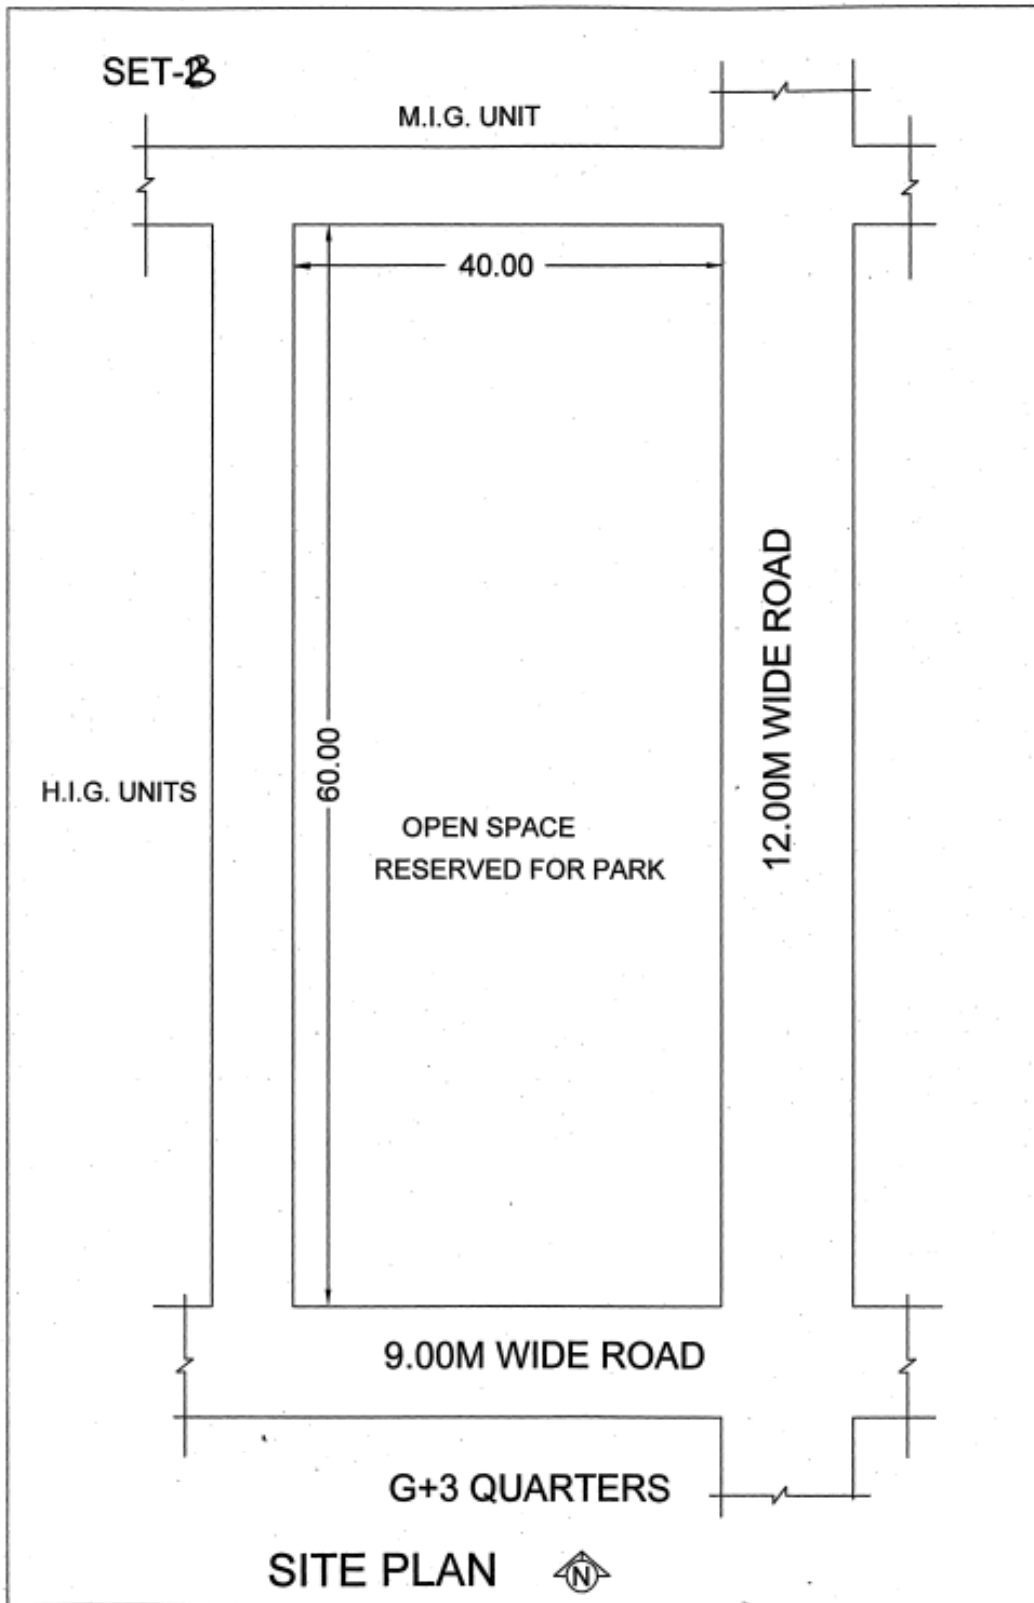 SET-B
M.I.G. UNIT
40.00
60.00
12.00M WIDE ROAD
H.I.G. UNITS
OPEN SPACE
RESERVED FOR PARK
9.00M WIDE ROAD
G+3 QUARTERS
SITE PLAN N